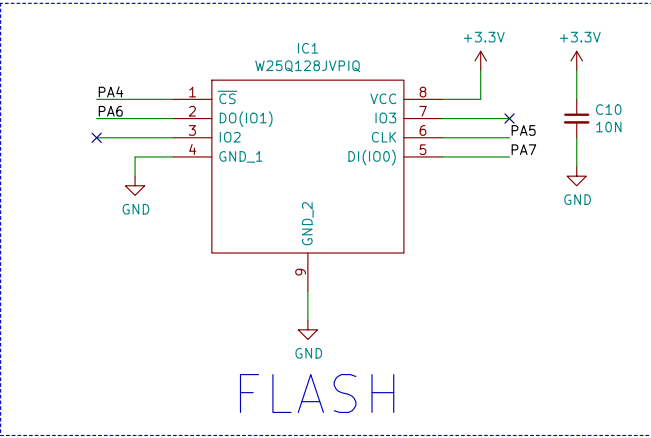 IC1
W25Q128JVPIQ
+3.3V
+3.3V
PA4
1
CS
VCC
8
PA6
2
DO(IO1)
IO3
7
3
IO2
CLK
6
PA5
4
GND_1
DI(IO0)
5
PA7
C10
10N
GND
GND
GND_2
9
GND
FLASH